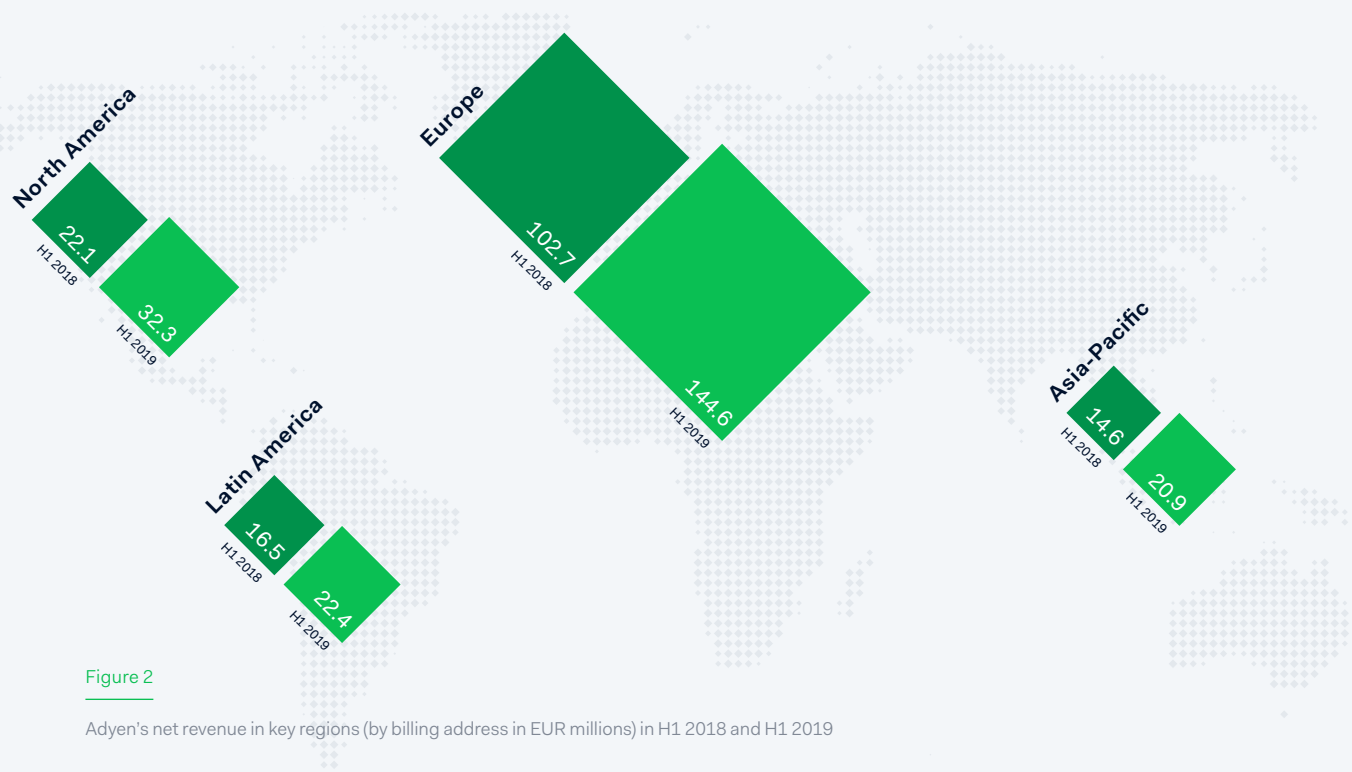 North America
22.1
H1 2018
32.3
H1 2019
Europe
102.7
H1 2018
144.6
H1 2019
Latin America
16.5
H1 2018
22.4
H1 2019
Asia-Pacific
14.6
H1 2018
20.9
H1 2019
Figure 2
Adyen's net revenue in key regions (by billing address in EUR millions) in H1 2018 and H1 2019